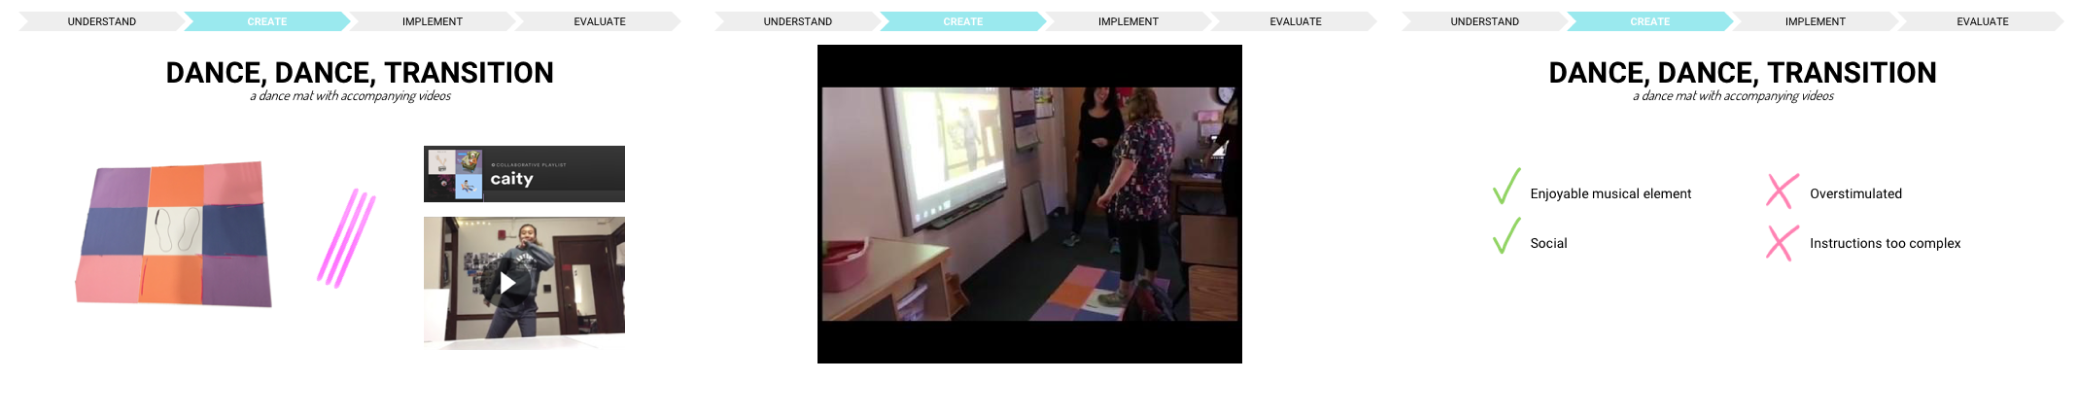 UNDERSTAND
CREATE
IMPLEMENT
EVALUATE
DANCE, DANCE, TRANSITION
a dance mat with accompanying videos
COLLABORATIVE PLAYLIST
caity
UNDERSTAND
CREATE
IMPLEMENT
EVALUATE
UNDERSTAND
CREATE
IMPLEMENT
EVALUATE
DANCE, DANCE, TRANSITION
a dance mat with accompanying videos
Enjoyable musical element
Social
Overstimulated
Instructions too complex